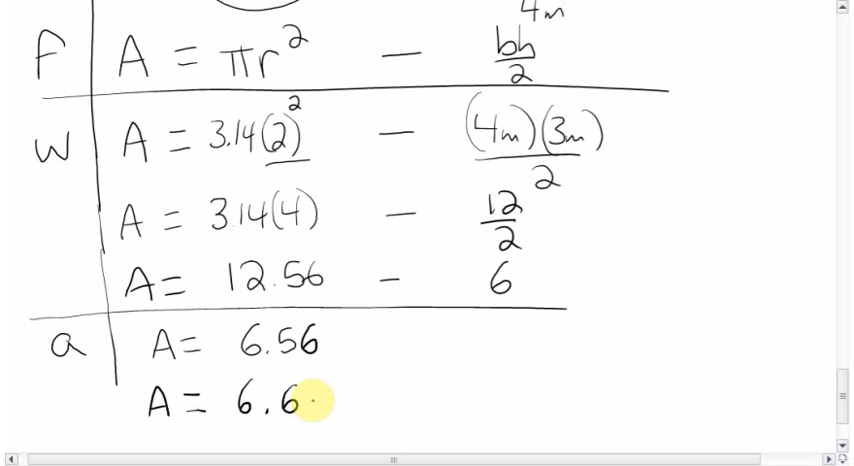 4m
F A = πr² – bh/2
w A = 3.14(2)² – (4m)(3m)/2
A = 3.14(4) – 12/2
A = 12.56 – 6
a A = 6.56
A = 6.6